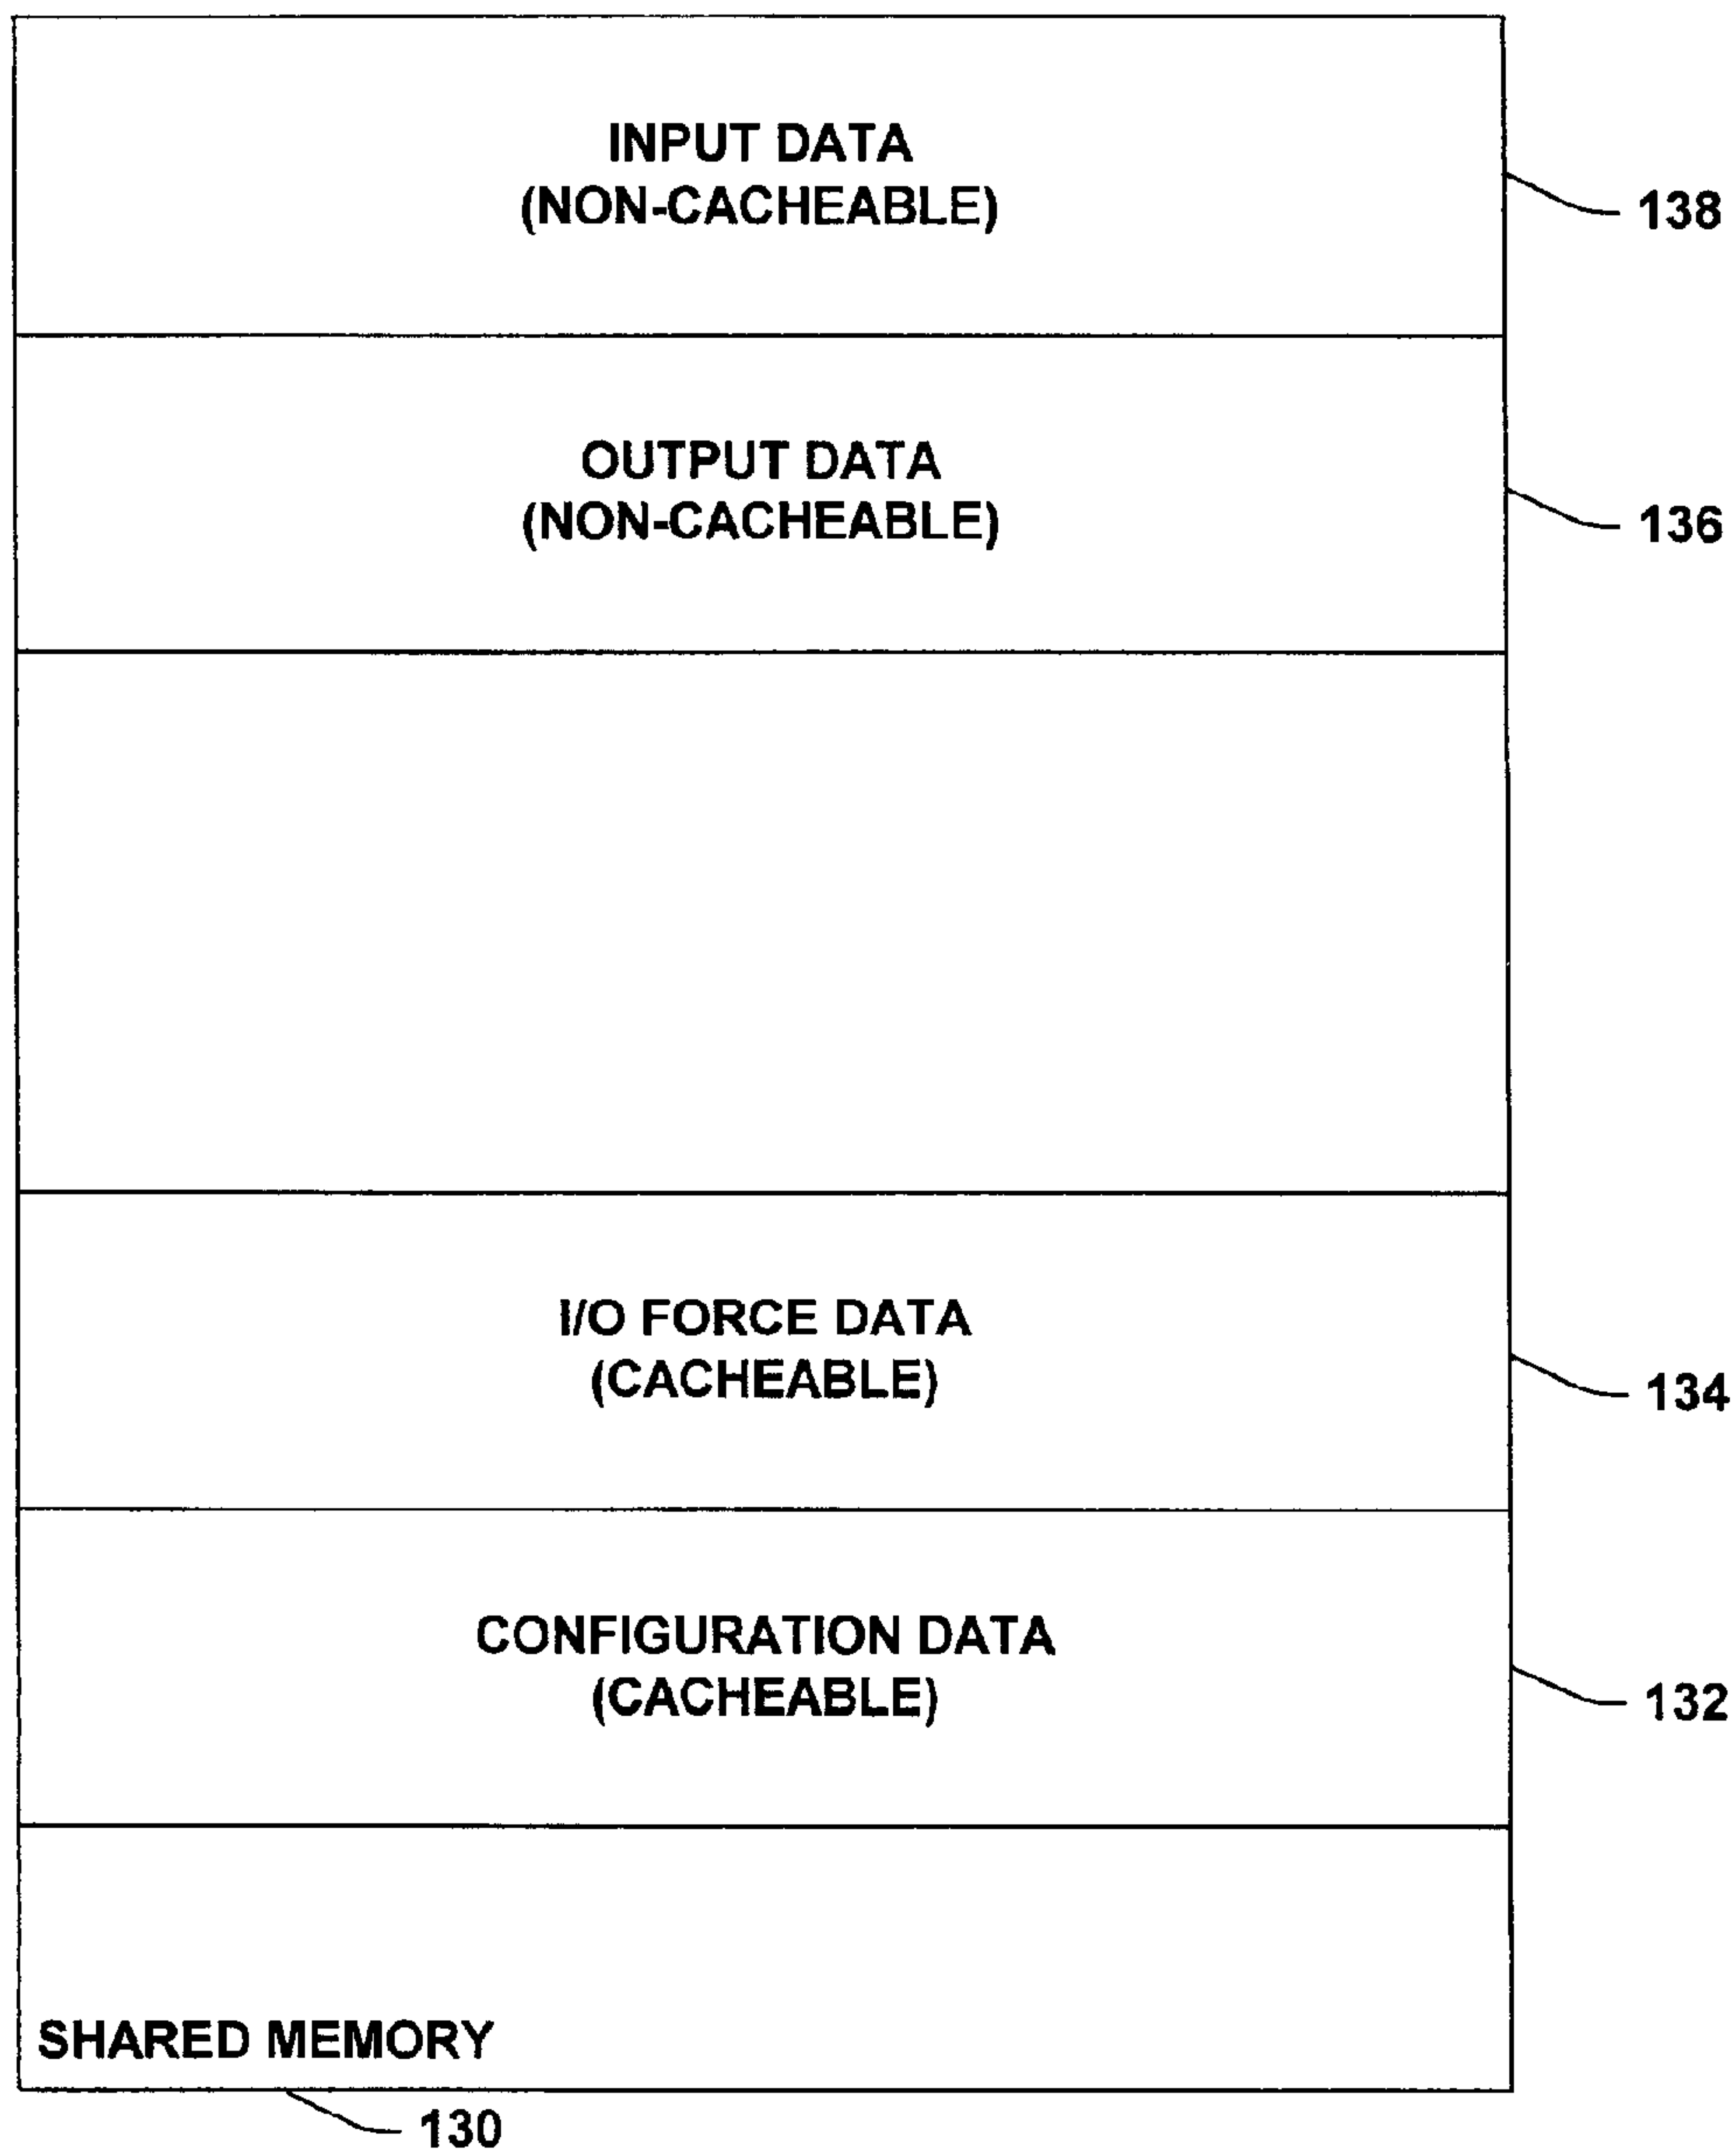 INPUT DATA
(NON-CACHEABLE)
138
OUTPUT DATA
(NON-CACHEABLE)
136
I/O FORCE DATA
(CACHEABLE)
134
CONFIGURATION DATA
(CACHEABLE)
132
SHARED MEMORY
130